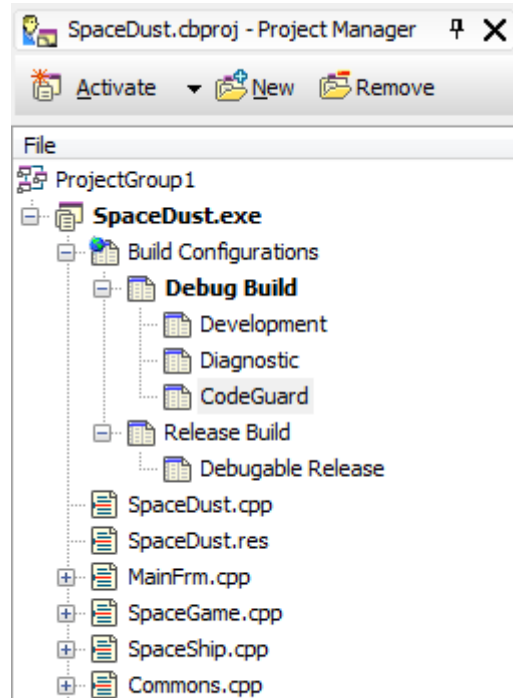 SpaceDust.cbproj - Project Manager
Activate New Remove
File
ProjectGroup1
SpaceDust.exe
Build Configurations
Debug Build
Development
Diagnostic
CodeGuard
Release Build
Debugable Release
SpaceDust.cpp
SpaceDust.res
MainFrm.cpp
SpaceGame.cpp
SpaceShip.cpp
Commons.cpp